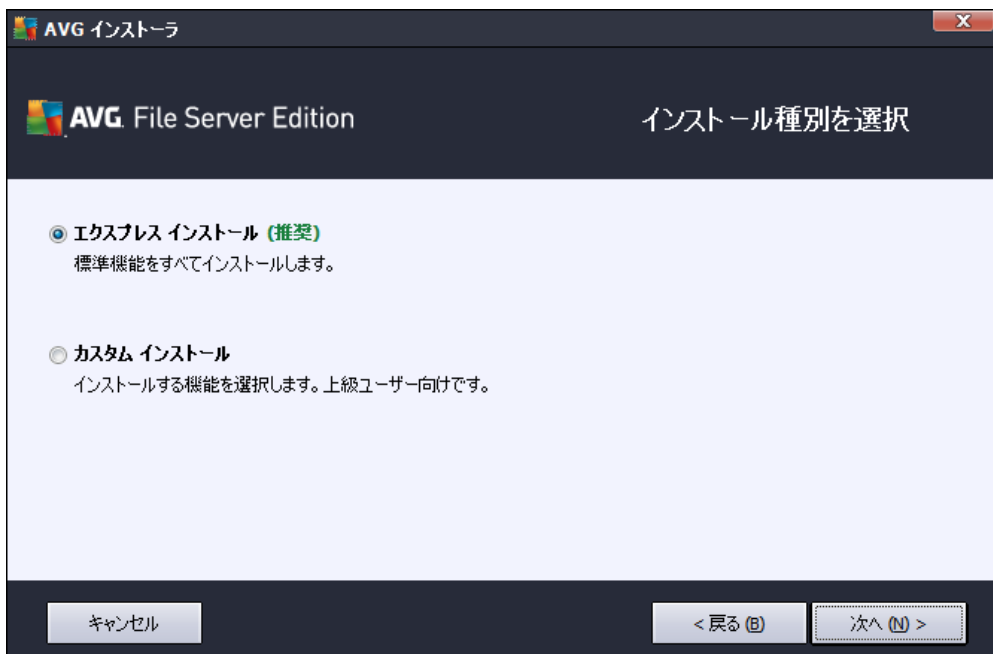 AVG インストーラ
AVG. File Server Edition
インストール種別を選択
エクスプレス インストール (推奨)
標準機能をすべてインストールします。
カスタム インストール
インストールする機能を選択します。上級ユーザー向けです。
キャンセル
< 戻る (B)
次へ (N) >